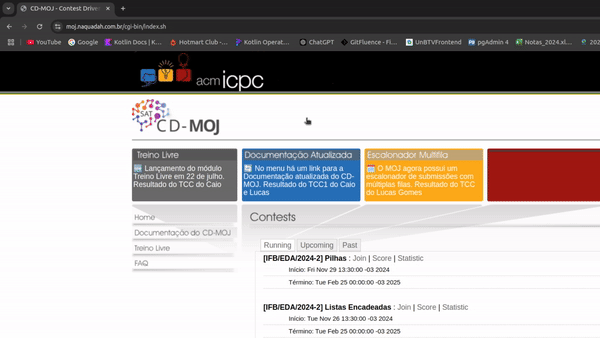 CD-MOJ - Contest Driven
moj.naquadah.com.br/cgi-bin/index.sh
YouTube
Google
Kotlin Docs | K...
Hotmart Club -...
Kotlin Operat...
ChatGPT
GitFluence - Fi...
UnBTVFrontend
pgAdmin 4
Notas_2024.xl...
202
acm icpc
SAT
CD-MOJ
Treino Livre
Lançamento do módulo
Treino Livre em 22 de julho.
Resultado do TCC do Caio
Documentação Atualizada
No menu há um link para a
Documentação atualizada do CD-
MOJ. Resultado do TCC1 do Caio
e Lucas
Escalonador Multifila
O MOJ agora possui um
escalonador de submissões com
múltiplas filas. Resultado do TCC
do Lucas Gomes
Home
Documentação do CD-MOJ
Treino Livre
FAQ
Contests
Running
Upcoming
Past
[IFB/EDA/2024-2] Pilhas : Join | Score | Statistic
Início: Fri Nov 29 13:30:00 -03 2024
Término: Tue Feb 25 00:00:00 -03 2025
[IFB/EDA/2024-2] Listas Encadeadas : Join | Score | Statistic
Início: Tue Nov 26 13:30:00 -03 2024
Término: Tue Feb 25 00:00:00 -03 2025